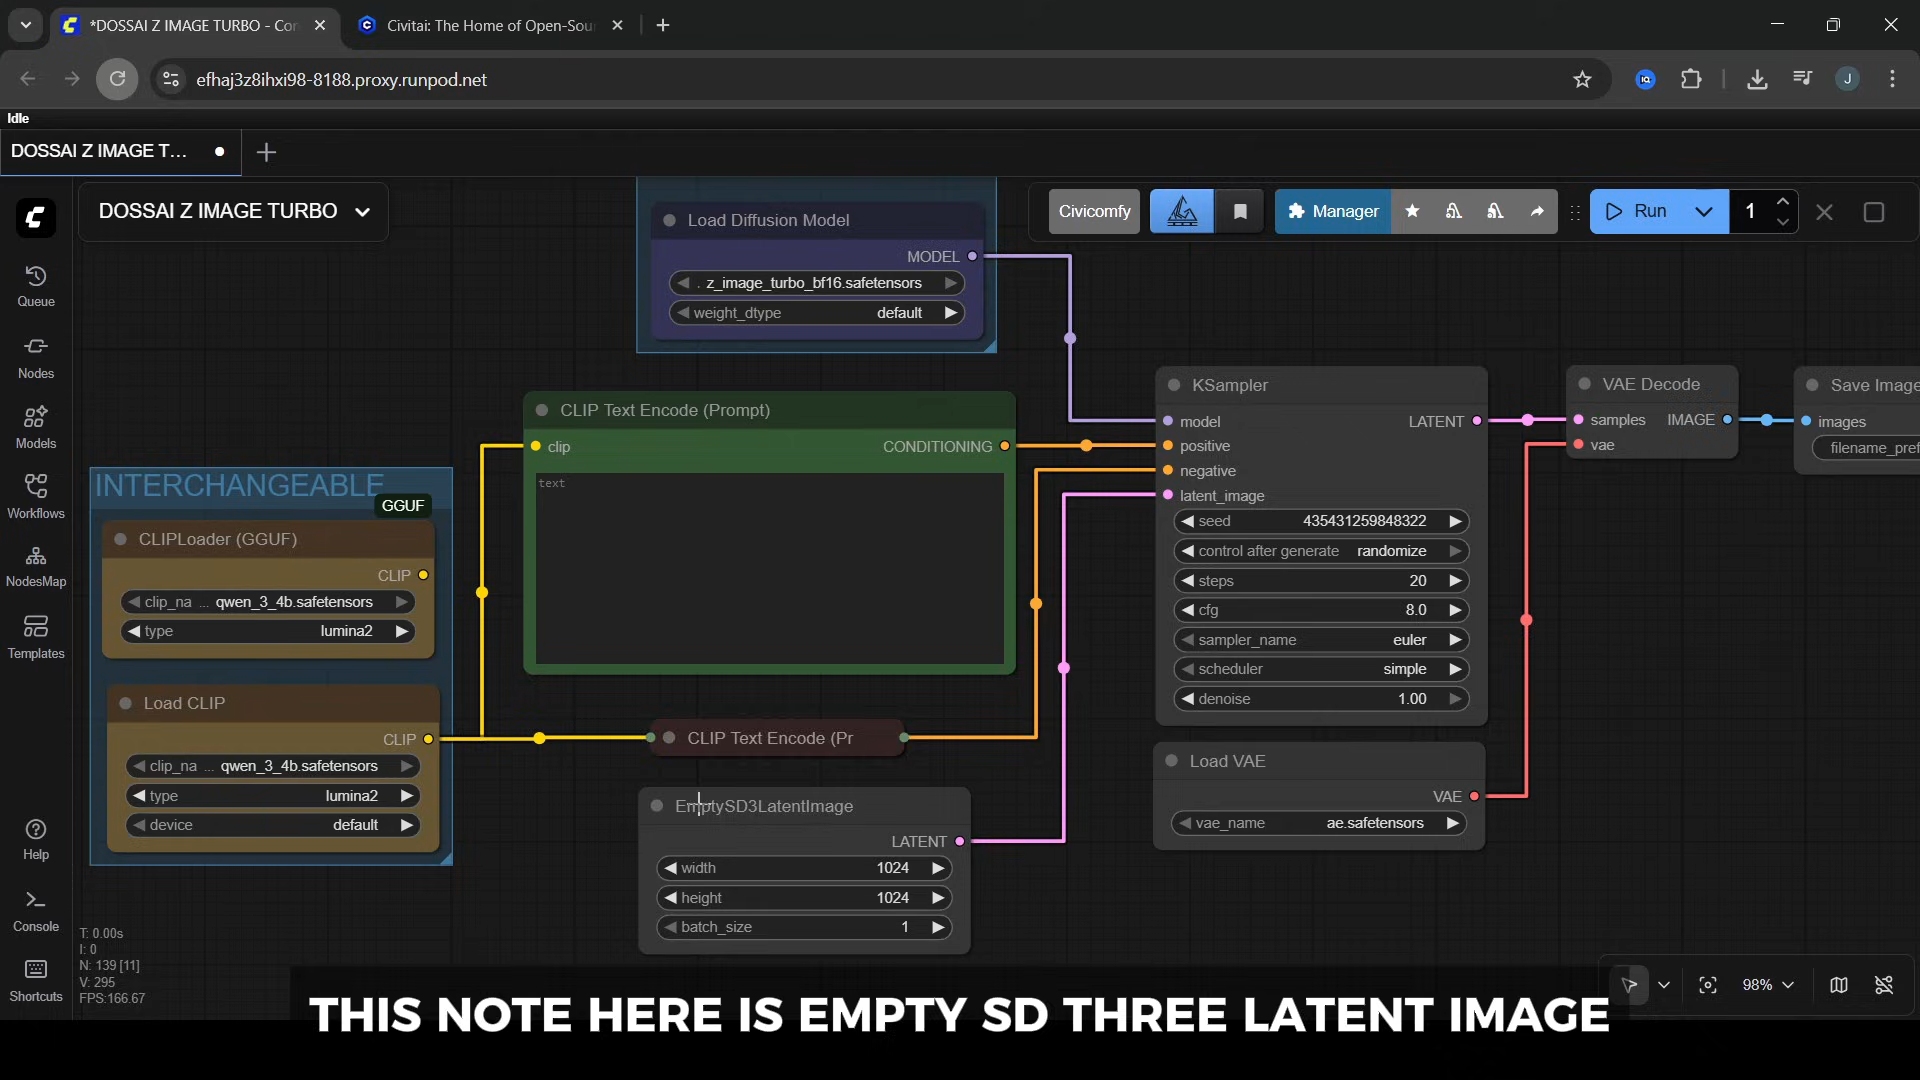 *DOSSAI Z IMAGE TURBO - Con
Civitai: The Home of Open-Sou
efhaj3z8ihxi98-8188.proxy.runpod.net
J
Idle
DOSSAI Z IMAGE T...
DOSSAI Z IMAGE TURBO
Civicomfy
Manager
Run
1
Queue
Nodes
Models
Workflows
NodesMap
Templates
Help
Console
Shortcuts
Load Diffusion Model
MODEL
. z_image_turbo_bf16.safetensors
weight_dtype default
CLIP Text Encode (Prompt)
clip CONDITIONING
text
INTERCHANGEABLE
GGUF
CLIPLoader (GGUF)
CLIP
clip_na ... qwen_3_4b.safetensors
type lumina2
Load CLIP
CLIP
clip_na ... qwen_3_4b.safetensors
type lumina2
device default
CLIP Text Encode (Pr
EmptySD3LatentImage
LATENT
width 1024
height 1024
batch_size 1
KSampler
model LATENT
positive
negative
latent_image
seed 435431259848322
control after generate randomize
steps 20
cfg 8.0
sampler_name euler
scheduler simple
denoise 1.00
Load VAE
VAE
vae_name ae.safetensors
VAE Decode
samples IMAGE
vae
Save Image
images
filename_pref
T: 0.00s
I: 0
N: 139 [11]
V: 295
FPS:166.67
98%
THIS NOTE HERE IS EMPTY SD THREE LATENT IMAGE